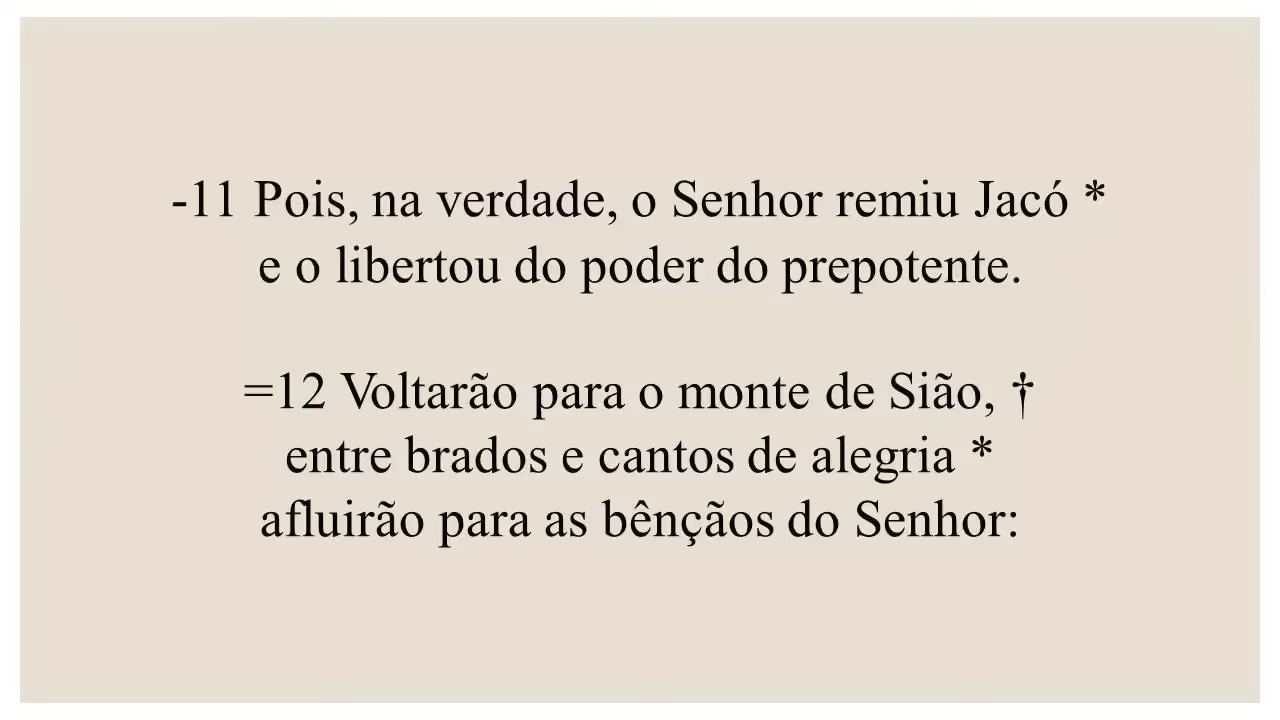 -11 Pois, na verdade, o Senhor remiu Jacó *
e o libertou do poder do prepotente.
=12 Voltarão para o monte de Sião, †
entre brados e cantos de alegria *
afluirão para as bênçãos do Senhor: